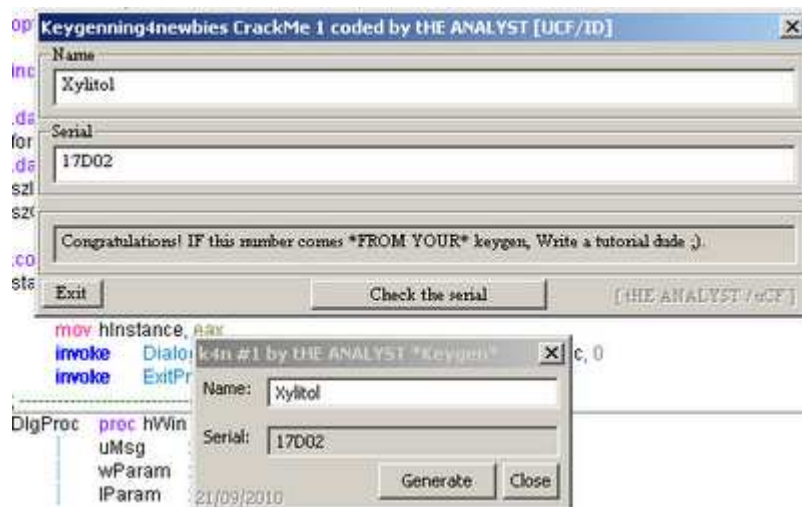 Keygenning4newbies CrackMe 1 coded by tHE ANALYST [UCF/ID]
Name
Xylitol
Serial
17D02
Congratulations! IF this number comes *FROM YOUR* keygen, Write a tutorial dude ;).
Exit
Check the serial
[ tHE ANALYST / uCF ]
mov hInstance, eax
invoke Dialo
k4n #1 by tHE ANALYST *Keygen*
c, 0
invoke ExitPr
Name:
Xylitol
DlgProc proc hWin
Serial:
17D02
uMsg
wParam
Generate
Close
lParam
21/09/2010